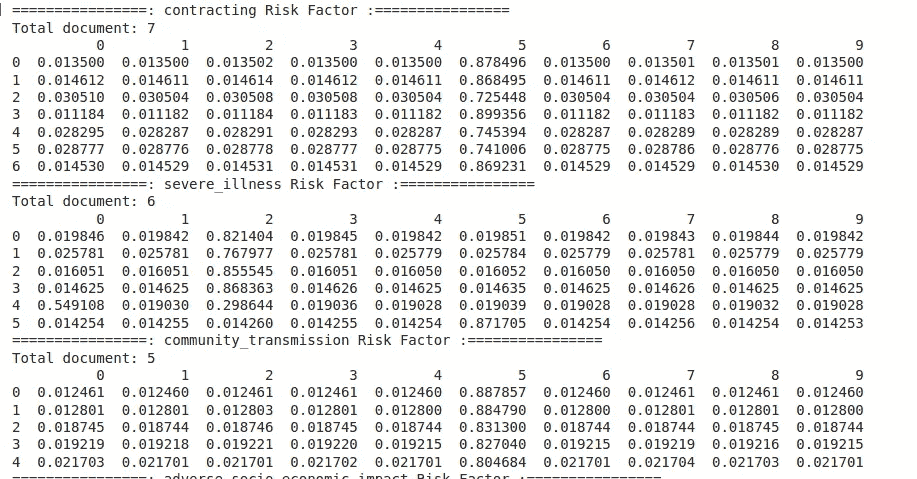 ================: contracting Risk Factor :================
Total document: 7
0 1 2 3 4 5 6 7 8 9
0 0.013500 0.013500 0.013502 0.013500 0.013500 0.878496 0.013500 0.013501 0.013501 0.013500
1 0.014612 0.014611 0.014614 0.014612 0.014611 0.868495 0.014611 0.014612 0.014611 0.014611
2 0.030510 0.030504 0.030508 0.030508 0.030504 0.725448 0.030504 0.030504 0.030506 0.030504
3 0.011184 0.011182 0.011184 0.011183 0.011182 0.899356 0.011182 0.011183 0.011182 0.011182
4 0.028295 0.028287 0.028291 0.028293 0.028287 0.745394 0.028287 0.028289 0.028289 0.028287
5 0.028777 0.028776 0.028778 0.028777 0.028775 0.741006 0.028775 0.028786 0.028776 0.028775
6 0.014530 0.014529 0.014531 0.014531 0.014529 0.869231 0.014529 0.014529 0.014530 0.014529
================: severe_illness Risk Factor :================
Total document: 6
0 1 2 3 4 5 6 7 8 9
0 0.019846 0.019842 0.821404 0.019845 0.019842 0.019851 0.019842 0.019843 0.019844 0.019842
1 0.025781 0.025781 0.767977 0.025781 0.025779 0.025784 0.025779 0.025779 0.025781 0.025779
2 0.016051 0.016051 0.855545 0.016051 0.016050 0.016052 0.016050 0.016050 0.016050 0.016050
3 0.014625 0.014625 0.868363 0.014626 0.014625 0.014635 0.014625 0.014626 0.014625 0.014625
4 0.549108 0.019030 0.298644 0.019036 0.019028 0.019039 0.019028 0.019028 0.019032 0.019028
5 0.014254 0.014255 0.014260 0.014255 0.014254 0.871705 0.014254 0.014256 0.014254 0.014253
================: community_transmission Risk Factor :================
Total document: 5
0 1 2 3 4 5 6 7 8 9
0 0.012461 0.012460 0.012461 0.012461 0.012460 0.887857 0.012460 0.012461 0.012461 0.012460
1 0.012801 0.012801 0.012803 0.012801 0.012800 0.884790 0.012800 0.012801 0.012801 0.012800
2 0.018745 0.018744 0.018746 0.018745 0.018744 0.831300 0.018744 0.018744 0.018745 0.018744
3 0.019219 0.019218 0.019221 0.019220 0.019215 0.827040 0.019215 0.019219 0.019216 0.019215
4 0.021703 0.021701 0.021701 0.021702 0.021701 0.804684 0.021701 0.021704 0.021703 0.021701
================: adverse socio economic impact Risk Factor :================